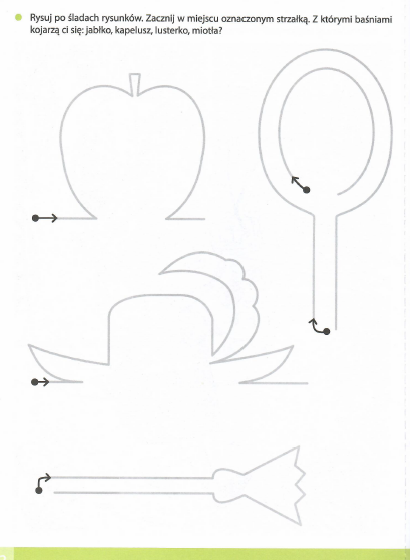 Rysuj po śladach rysunków. Zacznij w miejscu oznaczonym strzałką. Z którymi baśniami
kojarzą ci się: jabłko, kapelusz, lusterko, miotła?